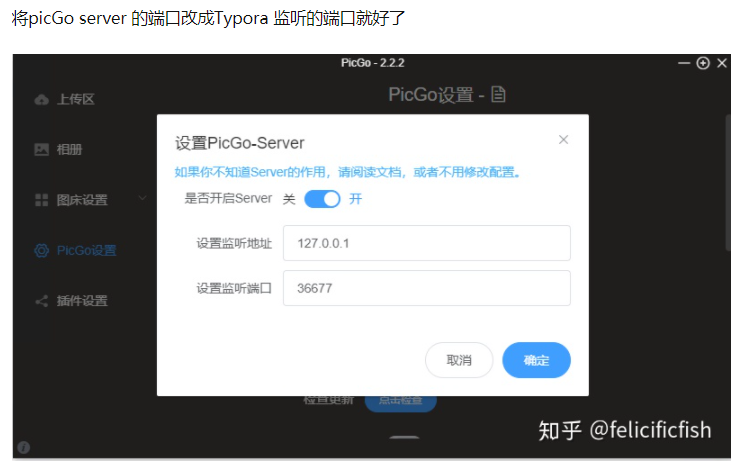 将picGo server 的端口改成Typora 监听的端口就好了
PicGo - 2.2.2
上传区
PicGo设置 -
相册
图床设置
PicGo设置
插件设置
设置PicGo-Server
如果你不知道Server的作用，请阅读文档，或者不用修改配置。
是否开启Server 关 开
设置监听地址 127.0.0.1
设置监听端口 36677
取消 确定
检查更新 点击检查
知乎 @felicificfish